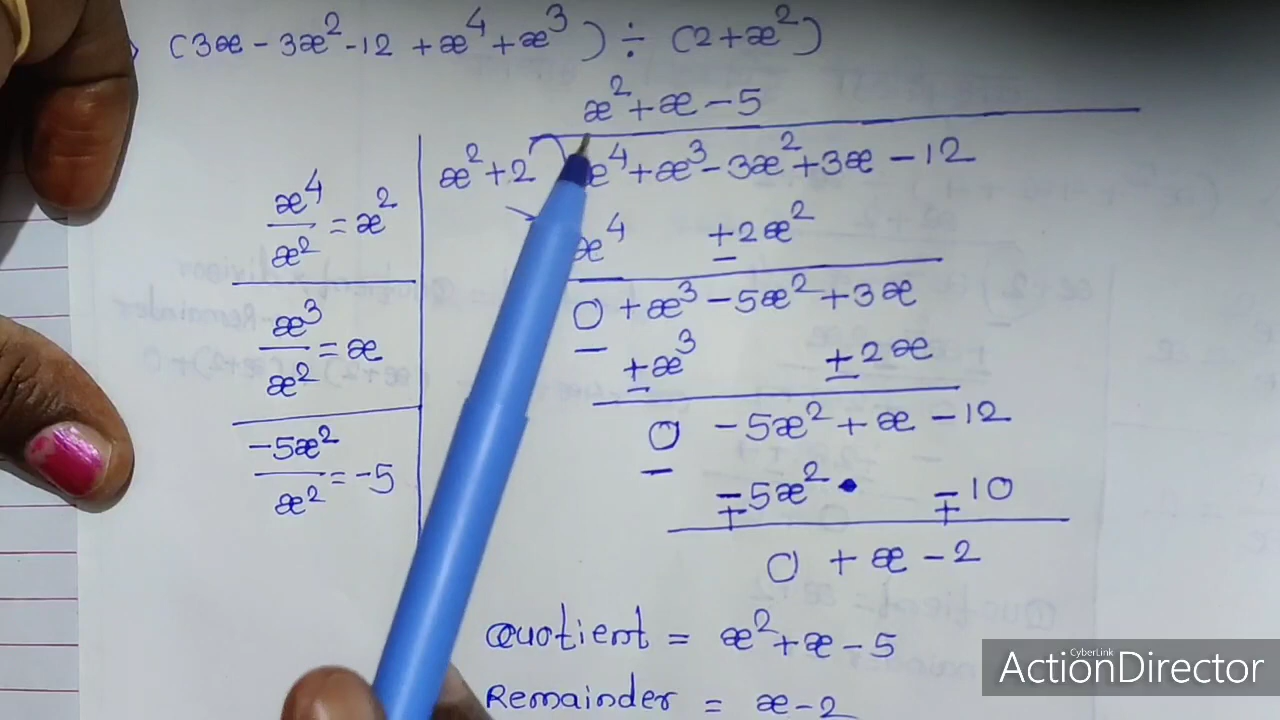 (3x - 3x² - 12 + x⁴ + x³) ÷ (2 + x²)
x² + x - 5
x² + 2 ) x⁴ + x³ - 3x² + 3x - 12
x⁴/x² = x²
x⁴ + 2x²
0 + x³ - 5x² + 3x
x³/x² = x
+ x³ + 2x
0 - 5x² + x - 12
-5x²/x² = -5
- 5x² - 10
0 + x - 2
Quotient = x² + x - 5
Remainder = x - 2
CyberLink
ActionDirector